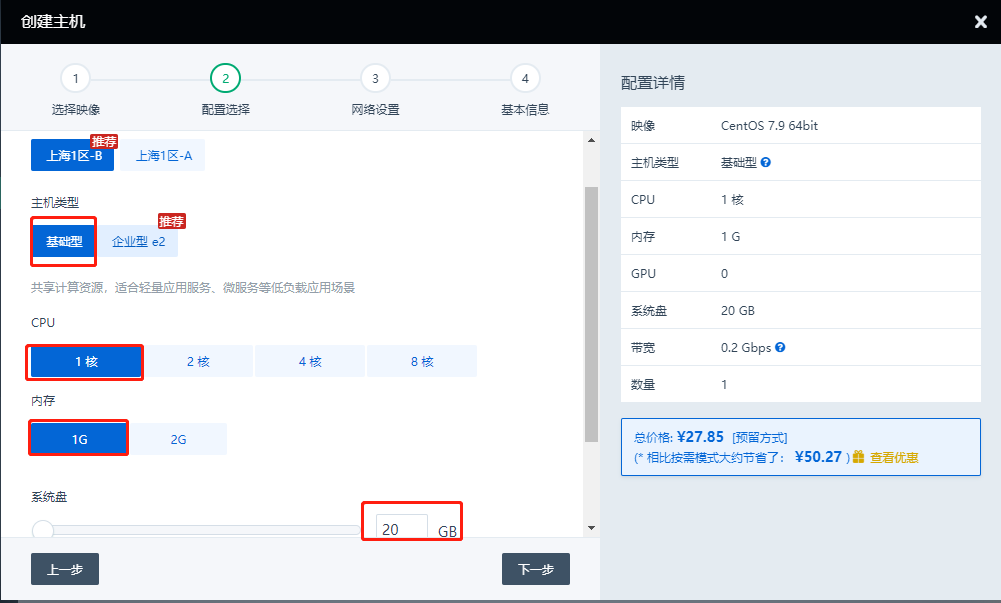 创建主机
1 2 3 4
选择映像 配置选择 网络设置 基本信息
推荐
上海1区-B 上海1区-A
主机类型
推荐
基础型 企业型 e2
共享计算资源，适合轻量应用服务、微服务等低负载应用场景
CPU
1 核 2 核 4 核 8 核
内存
1G 2G
系统盘
20 GB
上一步 下一步
配置详情
映像 CentOS 7.9 64bit
主机类型 基础型
CPU 1 核
内存 1 G
GPU 0
系统盘 20 GB
带宽 0.2 Gbps
数量 1
总价格: ¥27.85 [预留方式]
(* 相比按需模式大约节省了： ¥50.27 ) 查看优惠